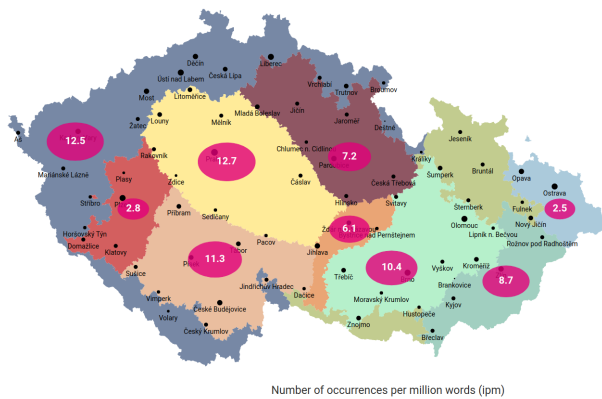 Děčín
Liberec
Česká Lípa
Ústí nad Labem
Vrchlabí
Trutnov
Broumov
Most
Litoměřice
Jičín
Mladá Boleslav
Louny
Mělník
Jaroměř
Žatec
Deštné
Aš
12.5
Jeseník
Chlumec n. Cidlinou
Rakovník
12.7
7.2
Králíky
Mariánské Lázně
Plasy
Zdice
Čáslav
Česká Třebová
Šumperk
Bruntál
Opava
Ostrava
Stříbro
2.8
Příbram
Sedlčany
Hlinsko
Svitavy
Šternberk
Fulnek
2.5
Horšovský Týn
6.1
Olomouc
Nový Jičín
Domažlice
Klatovy
Tábor
Pacov
Jihlava
Lipník n. Bečvou
Rožnov pod Radhoštěm
11.3
10.4
Sušice
Třebíč
Vyškov
Kroměříž
8.7
Jindřichův Hradec
Brankovice
Vimperk
Dačice
Moravský Krumlov
Kyjov
České Budějovice
Volary
Hustopeče
Český Krumlov
Znojmo
Břeclav
Number of occurrences per million words (ipm)